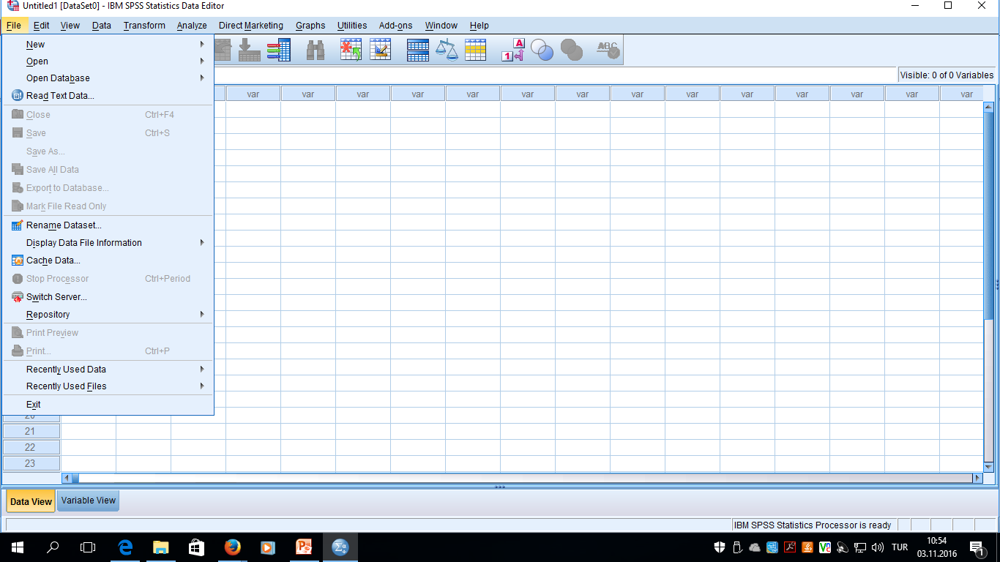 Untitled1 [DataSet0] - IBM SPSS Statistics Data Editor
File Edit View Data Transform Analyze Direct Marketing Graphs Utilities Add-ons Window Help
New
Open
Open Database
Read Text Data...
Close Ctrl+F4
Save Ctrl+S
Save As...
Save All Data
Export to Database...
Mark File Read Only
Rename Dataset...
Display Data File Information
Cache Data...
Stop Processor Ctrl+Period
Switch Server...
Repository
Print Preview
Print... Ctrl+P
Recently Used Data
Recently Used Files
Exit
A
1
ABC
Visible: 0 of 0 Variables
var var var var var var var var var var var var var var
20
21
22
23
Data View Variable View
IBM SPSS Statistics Processor is ready
TUR
10:54
03.11.2016
1